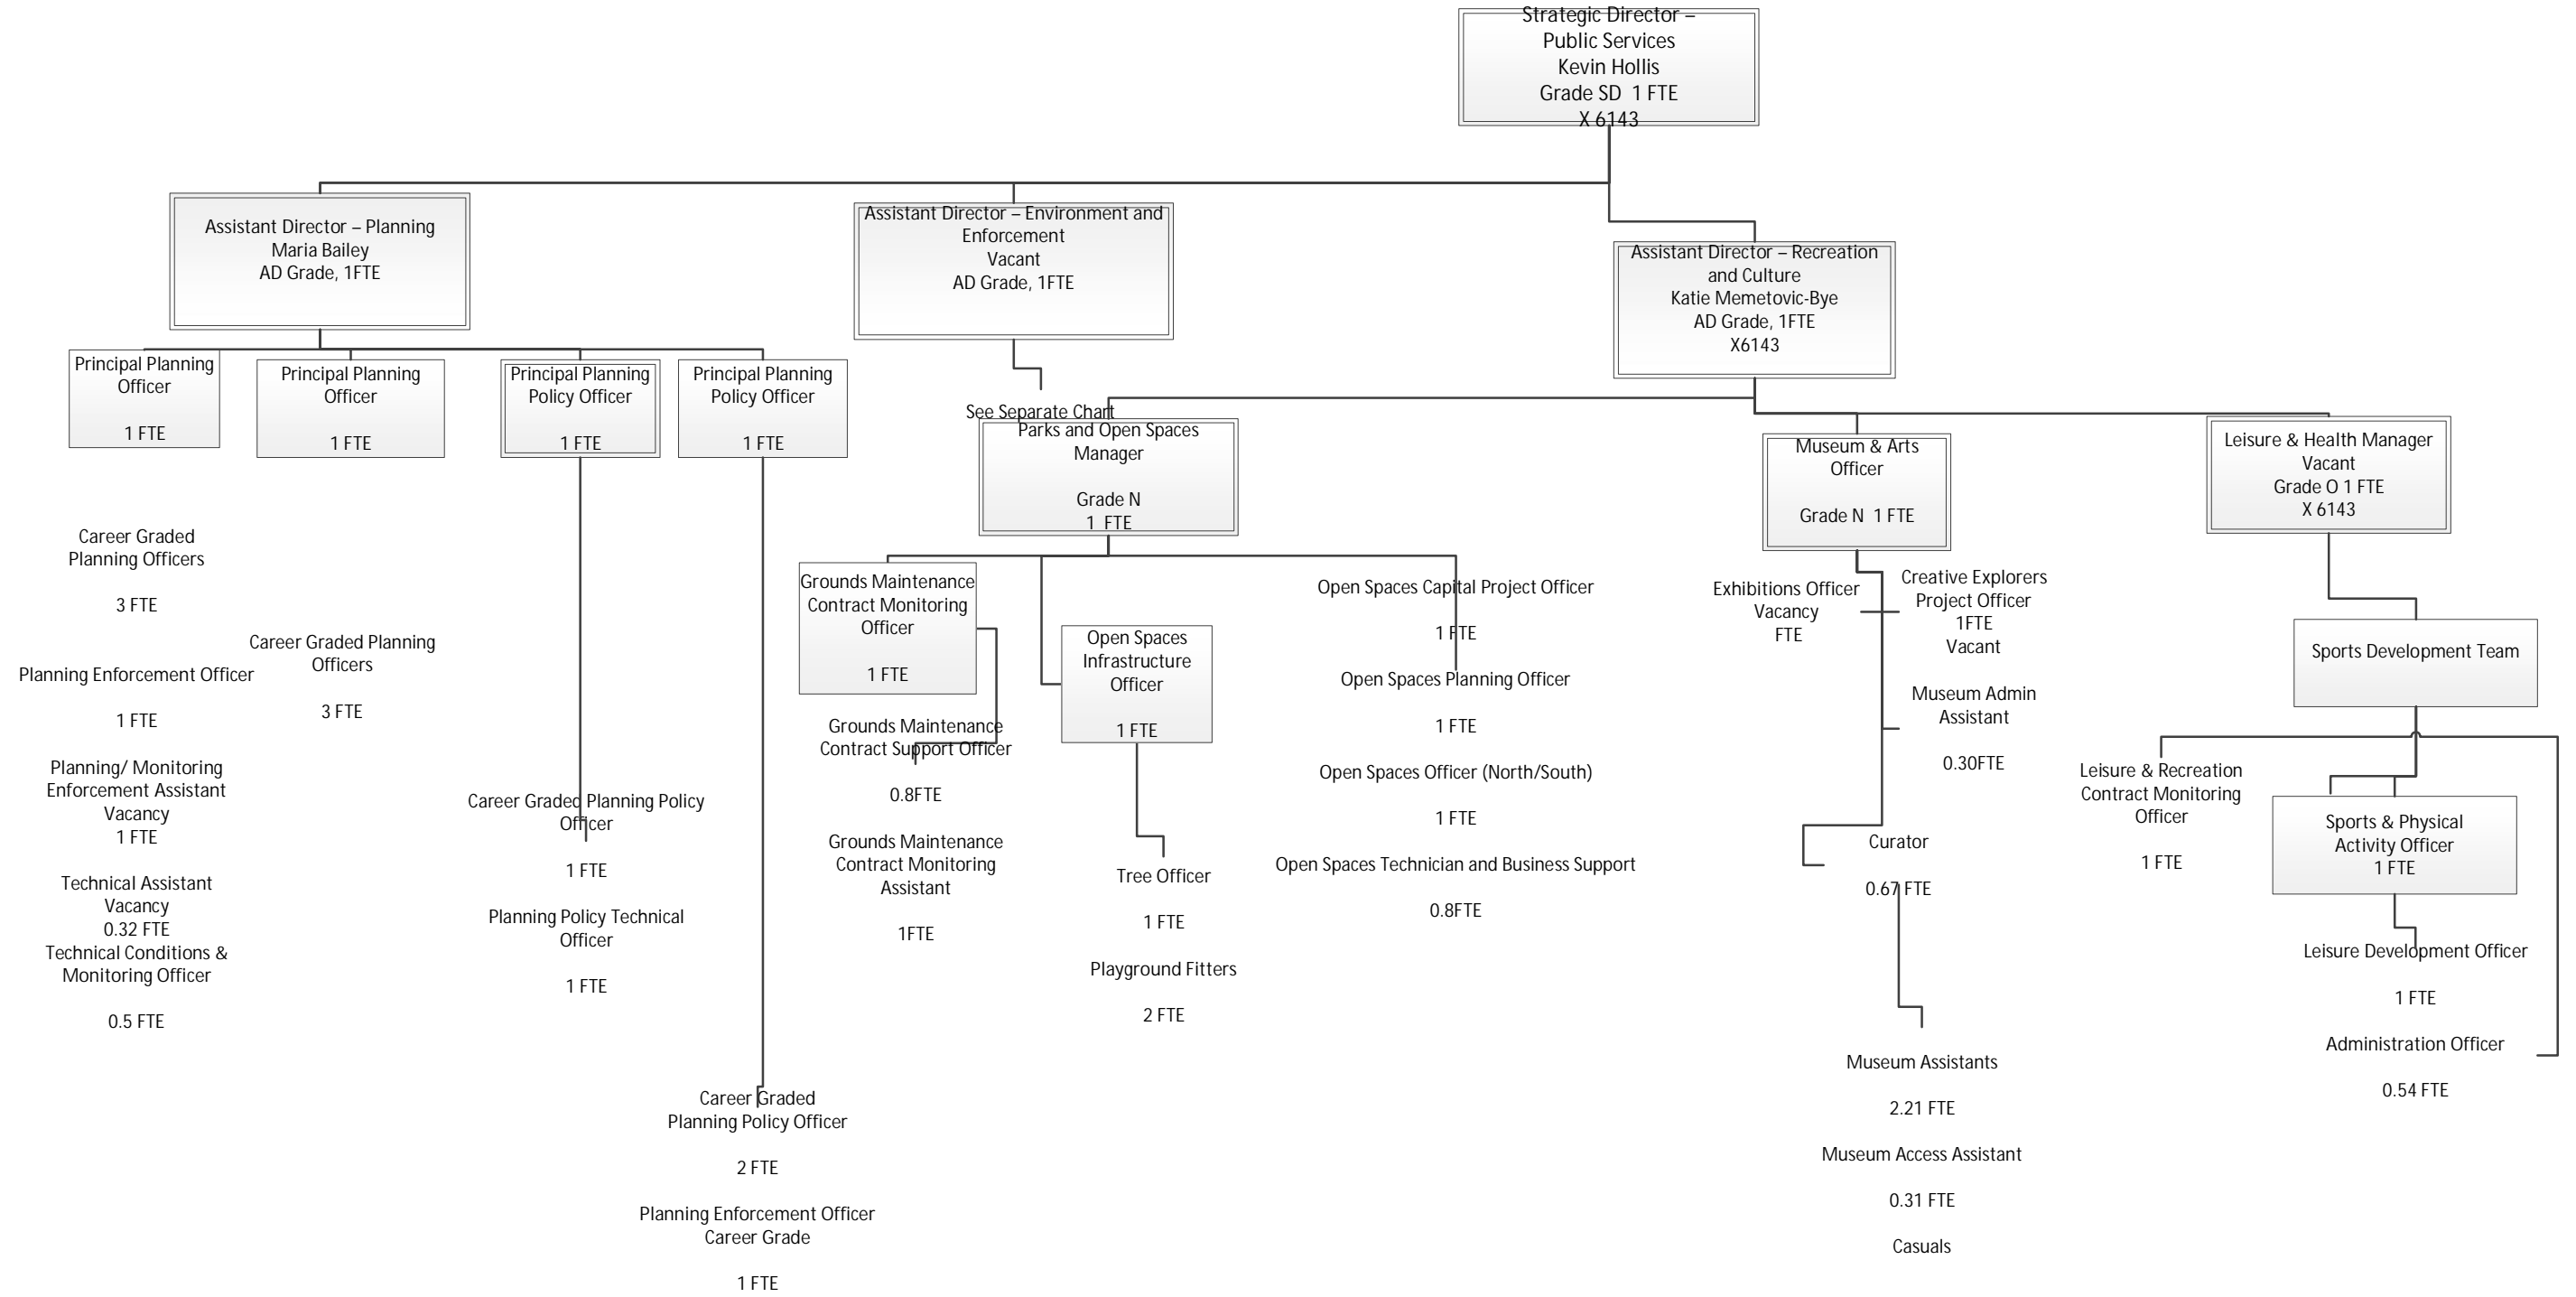 Strategic Director –
Public Services
Kevin Hollis
Grade SD 1 FTE
X 6143
Assistant Director – Planning
Maria Bailey
AD Grade, 1FTE
Assistant Director – Environment and
Enforcement
Vacant
AD Grade, 1FTE
Assistant Director – Recreation
and Culture
Katie Memetovic-Bye
AD Grade, 1FTE
X6143
Principal Planning
Officer
1 FTE
Principal Planning
Officer
1 FTE
Principal Planning
Policy Officer
1 FTE
Principal Planning
Policy Officer
1 FTE
See Separate Chart
Parks and Open Spaces
Manager
Grade N
1 FTE
Museum & Arts
Officer
Grade N 1 FTE
Leisure & Health Manager
Vacant
Grade O 1 FTE
X 6143
Career Graded
Planning Officers
3 FTE
Planning Enforcement Officer
1 FTE
Planning/ Monitoring
Enforcement Assistant
Vacancy
1 FTE
Technical Assistant
Vacancy
0.32 FTE
Technical Conditions &
Monitoring Officer
0.5 FTE
Career Graded Planning
Officers
3 FTE
Career Graded Planning Policy
Officer
1 FTE
Planning Policy Technical
Officer
1 FTE
Career Graded
Planning Policy Officer
2 FTE
Planning Enforcement Officer
Career Grade
1 FTE
Grounds Maintenance
Contract Monitoring
Officer
1 FTE
Grounds Maintenance
Contract Support Officer
0.8FTE
Grounds Maintenance
Contract Monitoring
Assistant
1FTE
Open Spaces
Infrastructure
Officer
1 FTE
Tree Officer
1 FTE
Playground Fitters
2 FTE
Open Spaces Capital Project Officer
1 FTE
Open Spaces Planning Officer
1 FTE
Open Spaces Officer (North/South)
1 FTE
Open Spaces Technician and Business Support
0.8FTE
Exhibitions Officer
Vacancy
FTE
Creative Explorers
Project Officer
1FTE
Vacant
Museum Admin
Assistant
0.30FTE
Curator
0.67 FTE
Museum Assistants
2.21 FTE
Museum Access Assistant
0.31 FTE
Casuals
Sports Development Team
Leisure & Recreation
Contract Monitoring
Officer
1 FTE
Sports & Physical
Activity Officer
1 FTE
Leisure Development Officer
1 FTE
Administration Officer
0.54 FTE